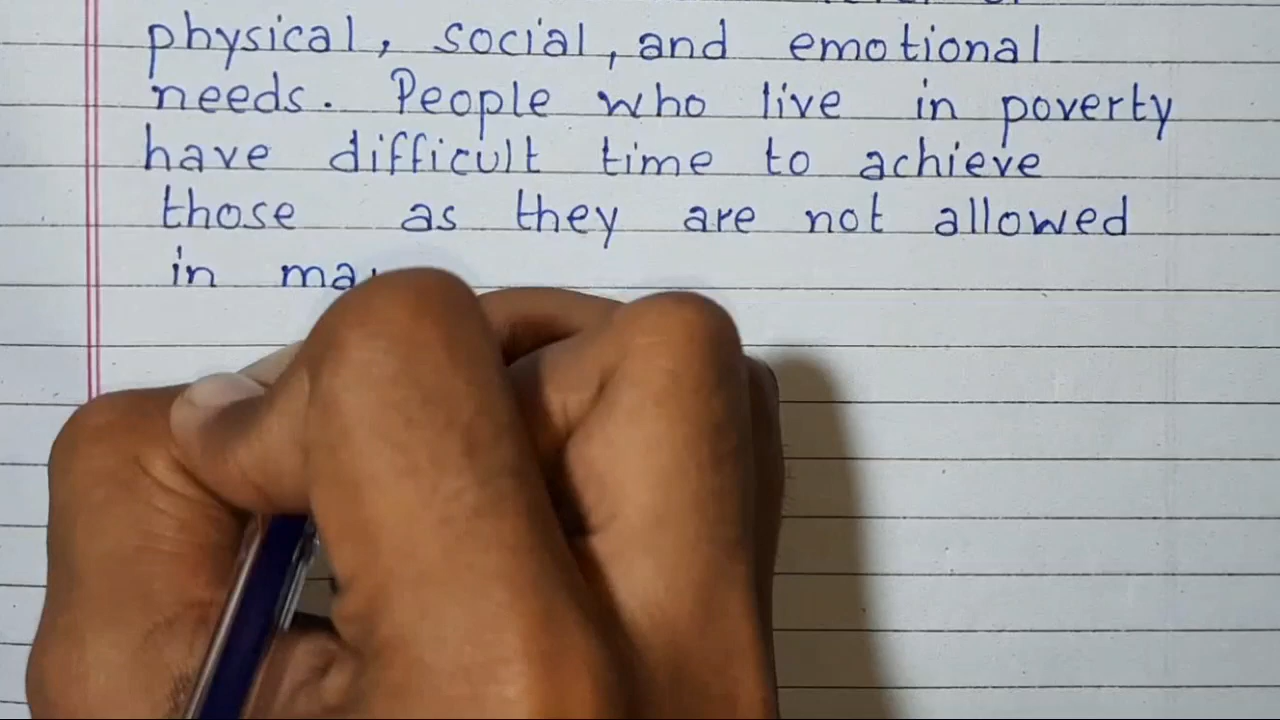 physical, social, and emotional
needs. People who live in poverty
have difficult time to achieve
those as they are not allowed
in